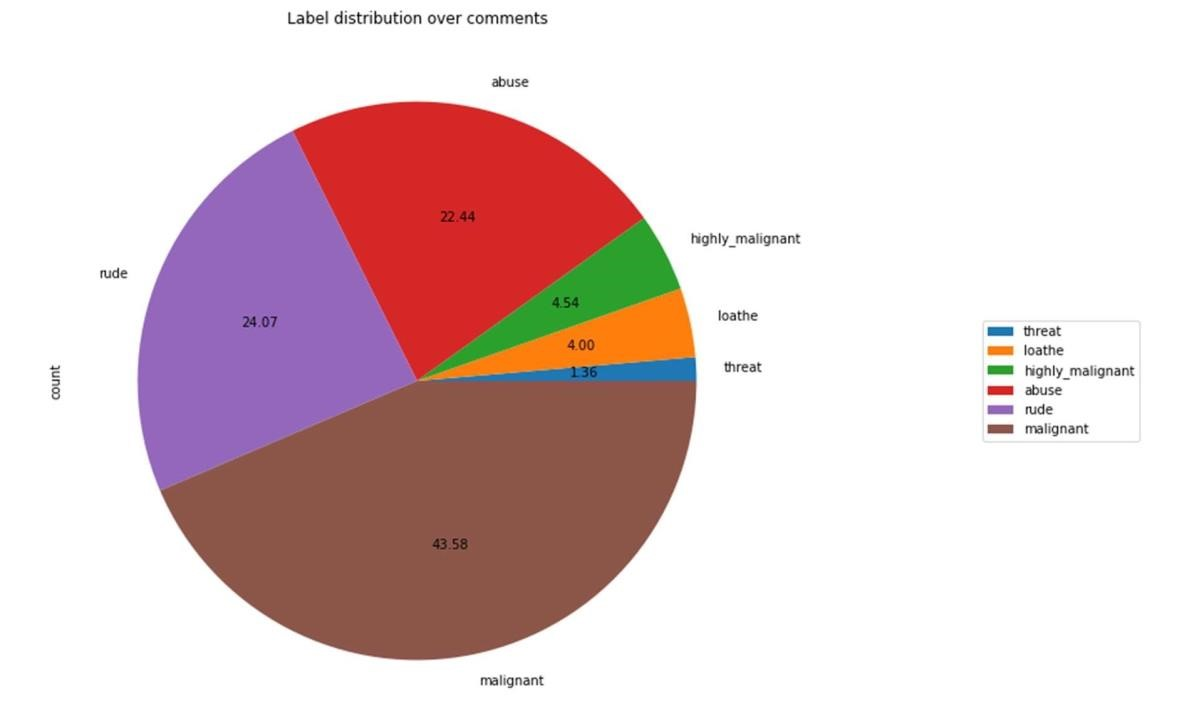 Label distribution over comments
abuse
22.44
highly_malignant
4.54
rude
24.07
loathe
4.00
threat
1.36
count
43.58
malignant
threat
loathe
highly_malignant
abuse
rude
malignant